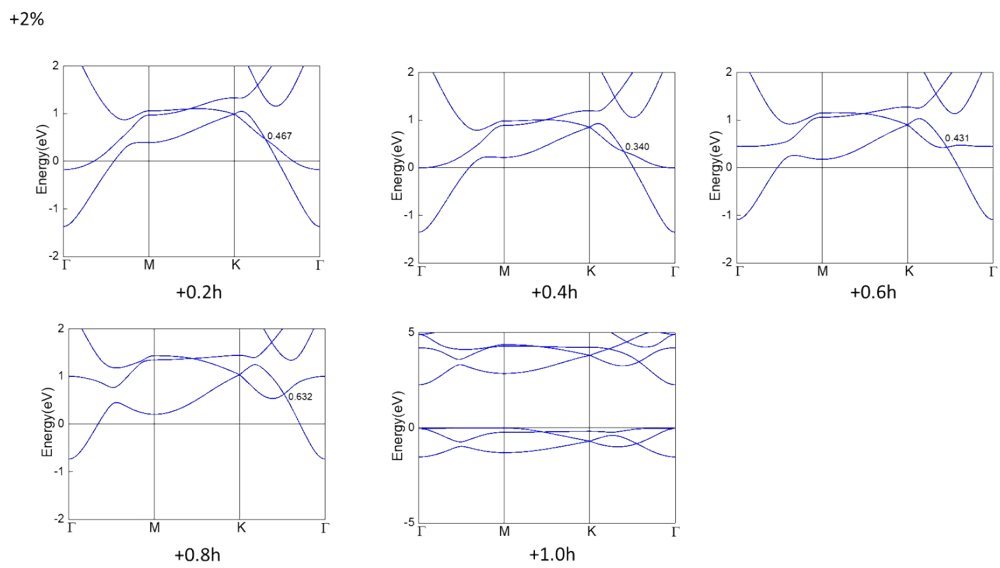 +2%
2
1
0
-1
-2
Energy(eV)
0.467
Γ M K Γ
+0.2h
2
1
0
-1
-2
Energy(eV)
0.340
Γ M K Γ
+0.4h
2
1
0
-1
-2
Energy(eV)
0.431
Γ M K Γ
+0.6h
2
1
0
-1
-2
Energy(eV)
0.632
Γ M K Γ
+0.8h
5
0
-5
Energy(eV)
Γ M K Γ
+1.0h